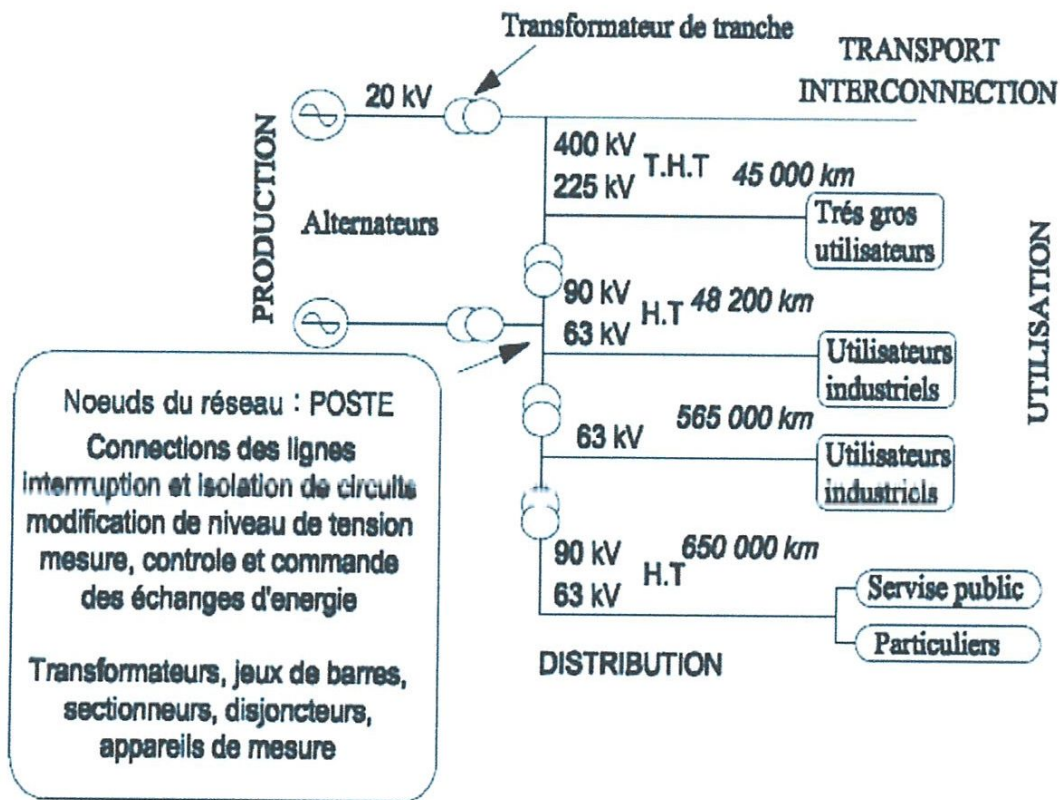 Transformateur de tranche
TRANSPORT
INTERCONNECTION
20 kV
PRODUCTION
400 kV
225 kV
T.H.T
45 000 km
Alternateurs
Trés gros
utilisateurs
UTILISATION
90 kV
63 kV
H.T
48 200 km
Utilisateurs
industriels
565 000 km
63 kV
Utilisateurs
industriels
90 kV
63 kV
H.T
650 000 km
Servise public
Particuliers
DISTRIBUTION
Noeuds du réseau : POSTE
Connections des lignes
interrruption et isolation de circuits
modification de niveau de tension
mesure, controle et commande
des échanges d'energie
Transformateurs, jeux de barres,
sectionneurs, disjoncteurs,
appareils de mesure